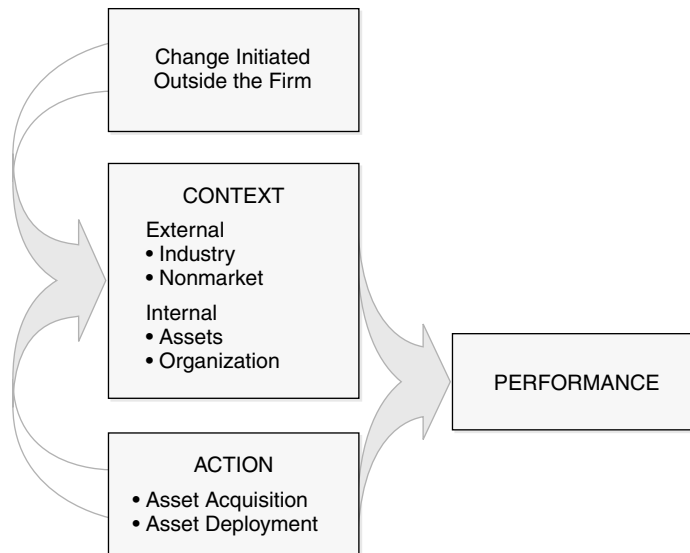 Change Initiated
Outside the Firm
CONTEXT
External
• Industry
• Nonmarket
Internal
• Assets
• Organization
PERFORMANCE
ACTION
• Asset Acquisition
• Asset Deployment